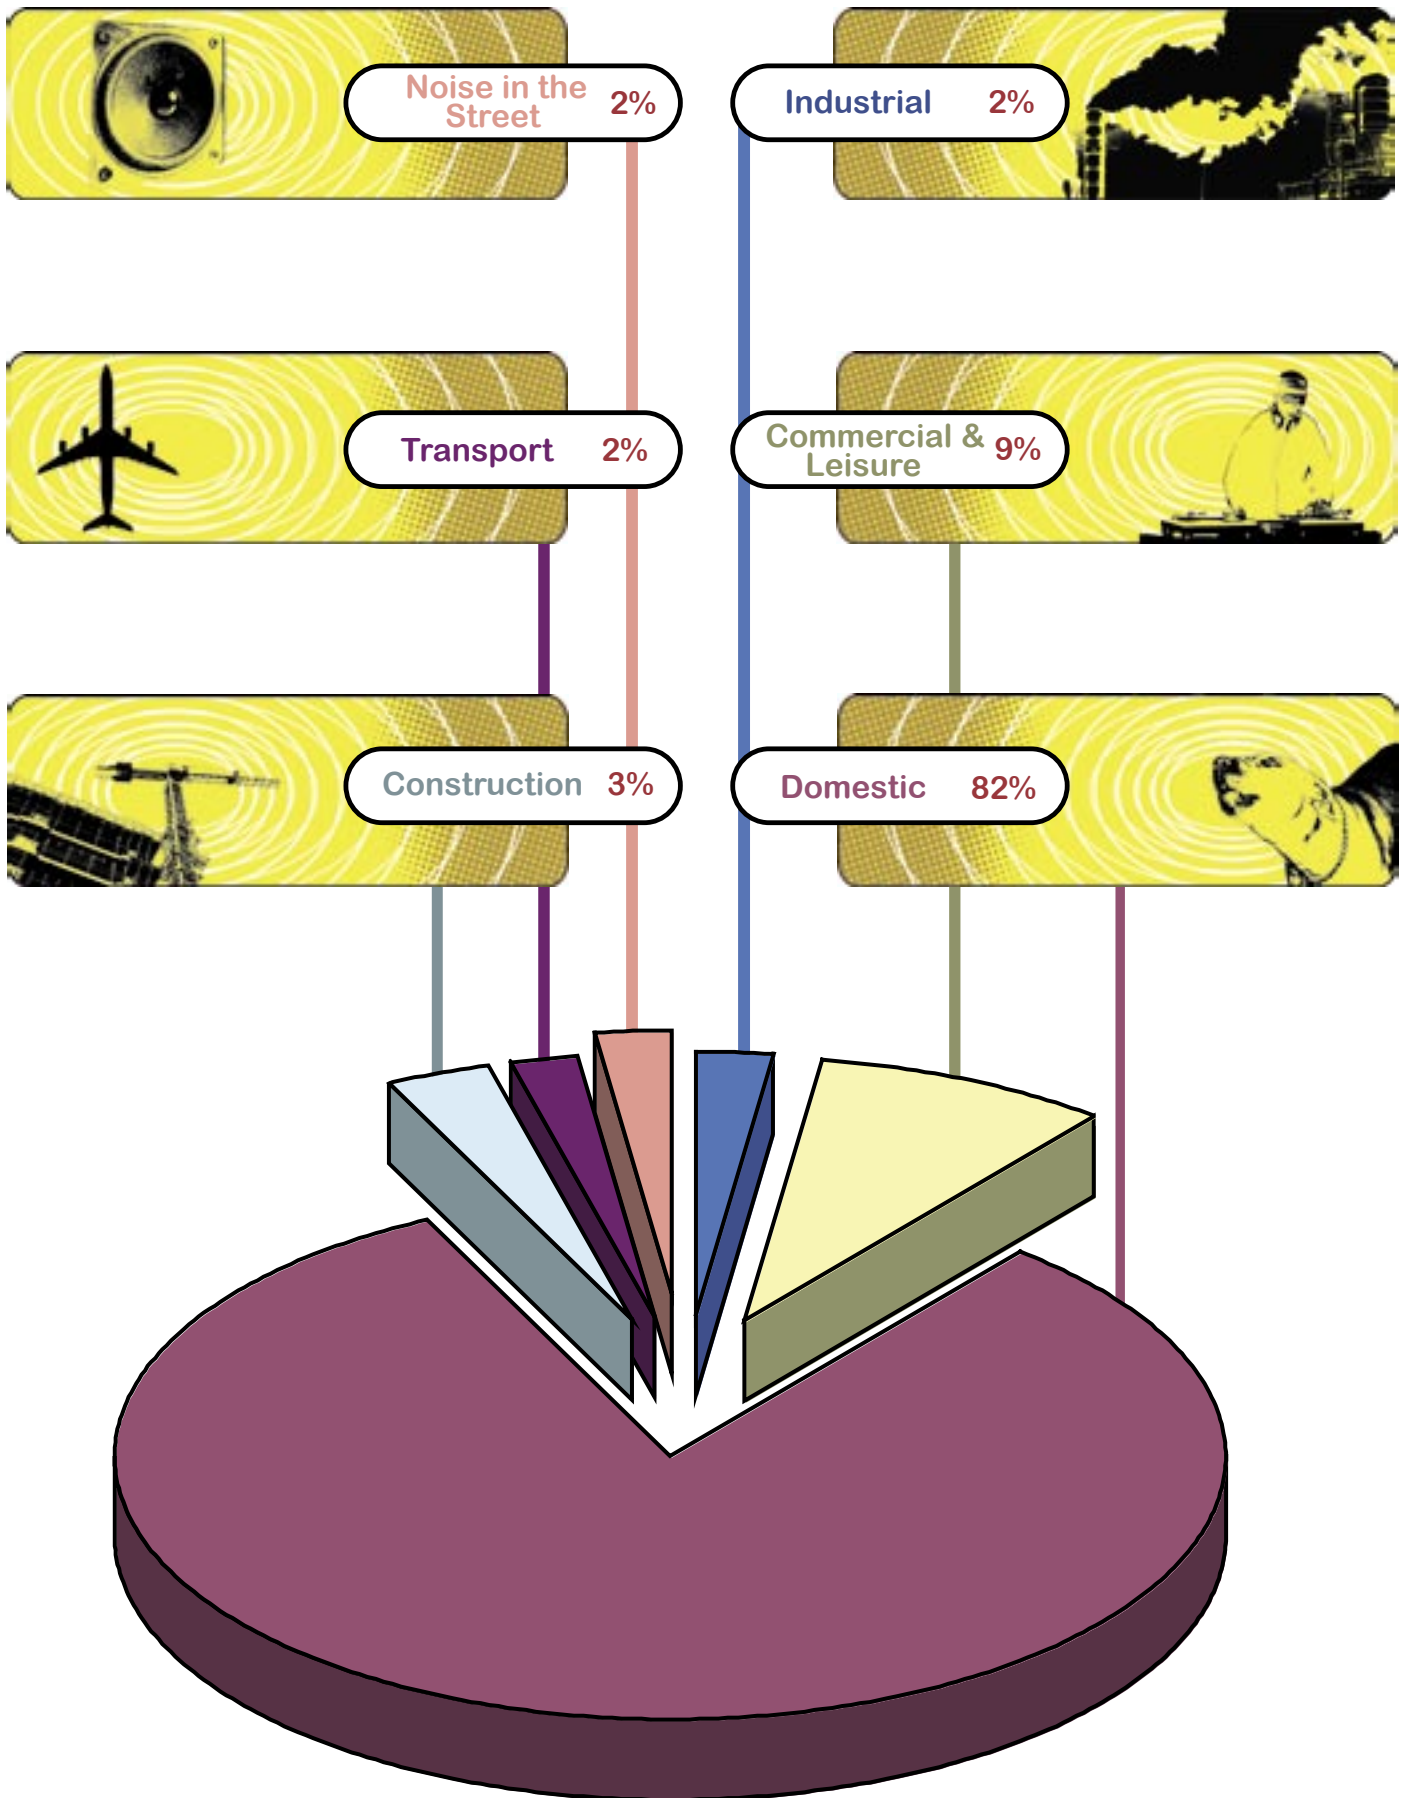 Noise in the
Street 2%
Industrial 2%
Transport 2%
Commercial &
Leisure 9%
Construction 3%
Domestic 82%